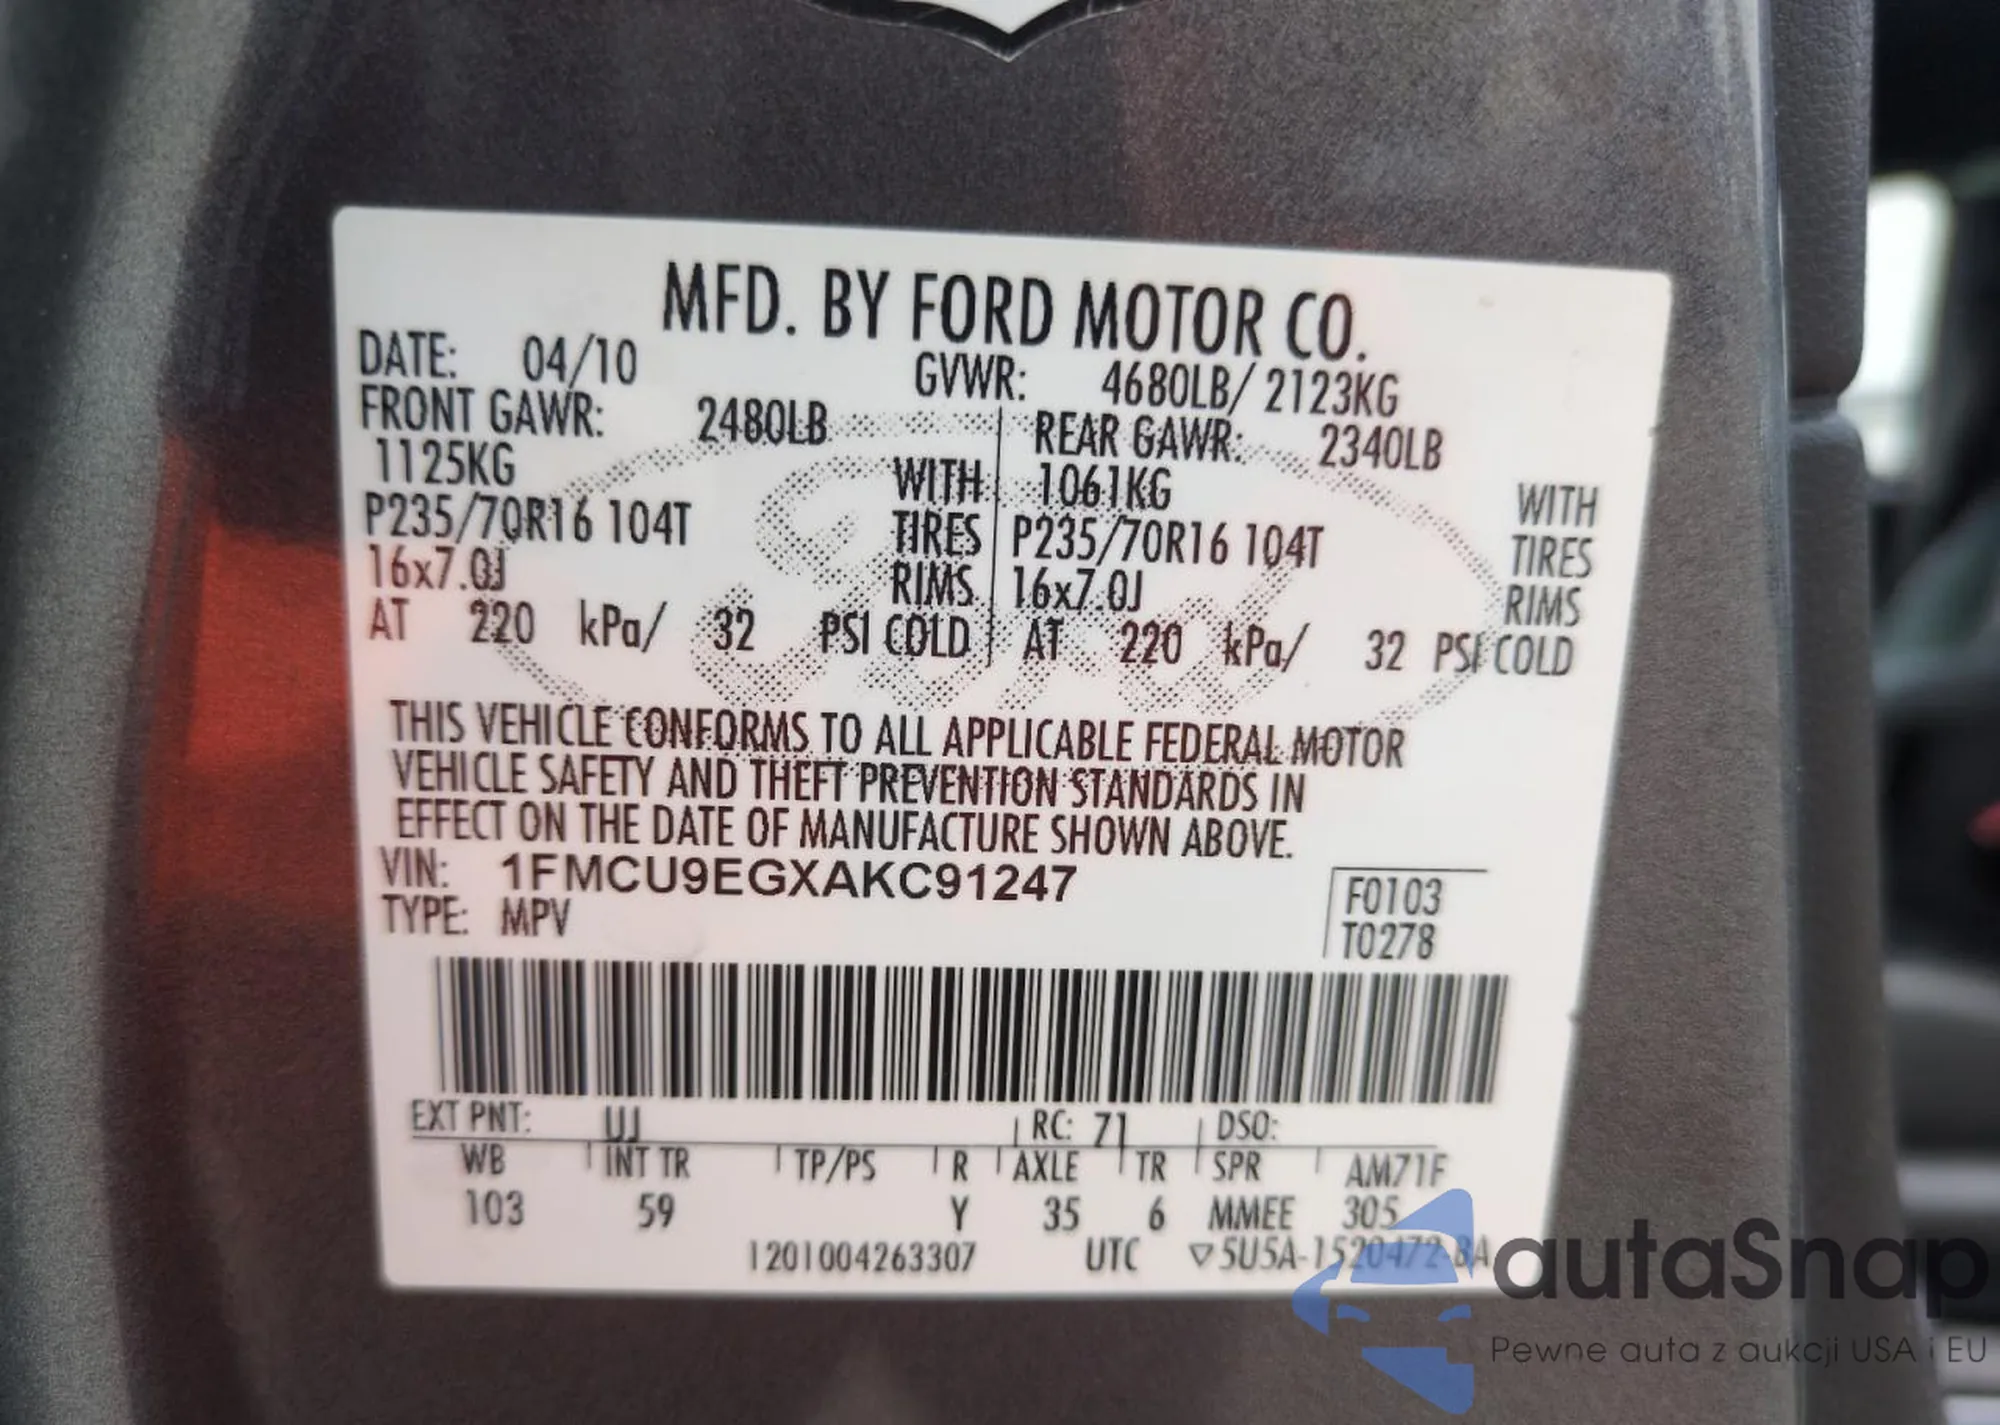 MFD. BY FORD MOTOR CO.
DATE: 04/10 GVWR: 4680LB/ 2123KG
FRONT GAWR: 2480LB REAR GAWR: 2340LB
1125KG WITH 1061KG WITH
P235/70R16 104T TIRES P235/70R16 104T TIRES
16x7.0J RIMS 16x7.0J RIMS
AT 220 kPa/ 32 PSI COLD AT 220 kPa/ 32 PSI COLD
THIS VEHICLE CONFORMS TO ALL APPLICABLE FEDERAL MOTOR
VEHICLE SAFETY AND THEFT PREVENTION STANDARDS IN
EFFECT ON THE DATE OF MANUFACTURE SHOWN ABOVE.
VIN: 1FMCU9EGXAKC91247
TYPE: MPV
F0103
T0278
EXT PNT: UJ RC: 71 DSO:
WB INT TR TP/PS R AXLE TR SPR AM71F
103 59 Y 35 6 MMEE 305
1201004263307 UTC ▽5U5A-1520472-BA
autaSnap
Pewne auta z aukcji USA i EU